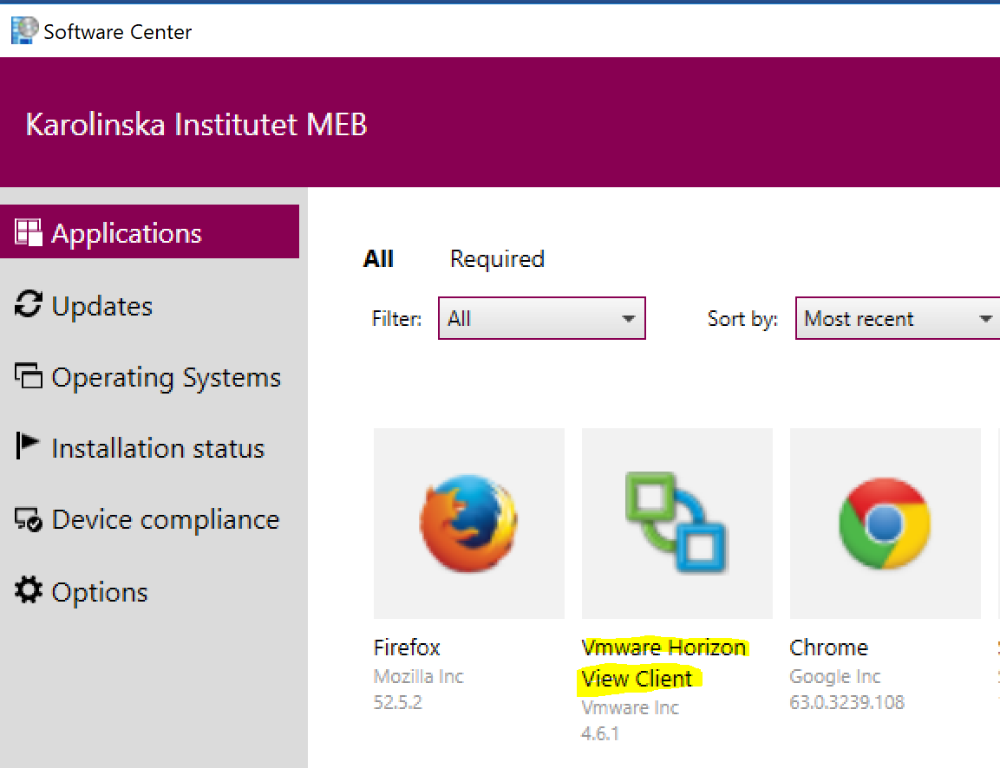 Software Center
Karolinska Institutet MEB
Applications
Updates
Operating Systems
Installation status
Device compliance
Options
All
Required
Filter:
All
Sort by:
Most recent
Firefox
Mozilla Inc
52.5.2
Vmware Horizon
View Client
Vmware Inc
4.6.1
Chrome
Google Inc
63.0.3239.108